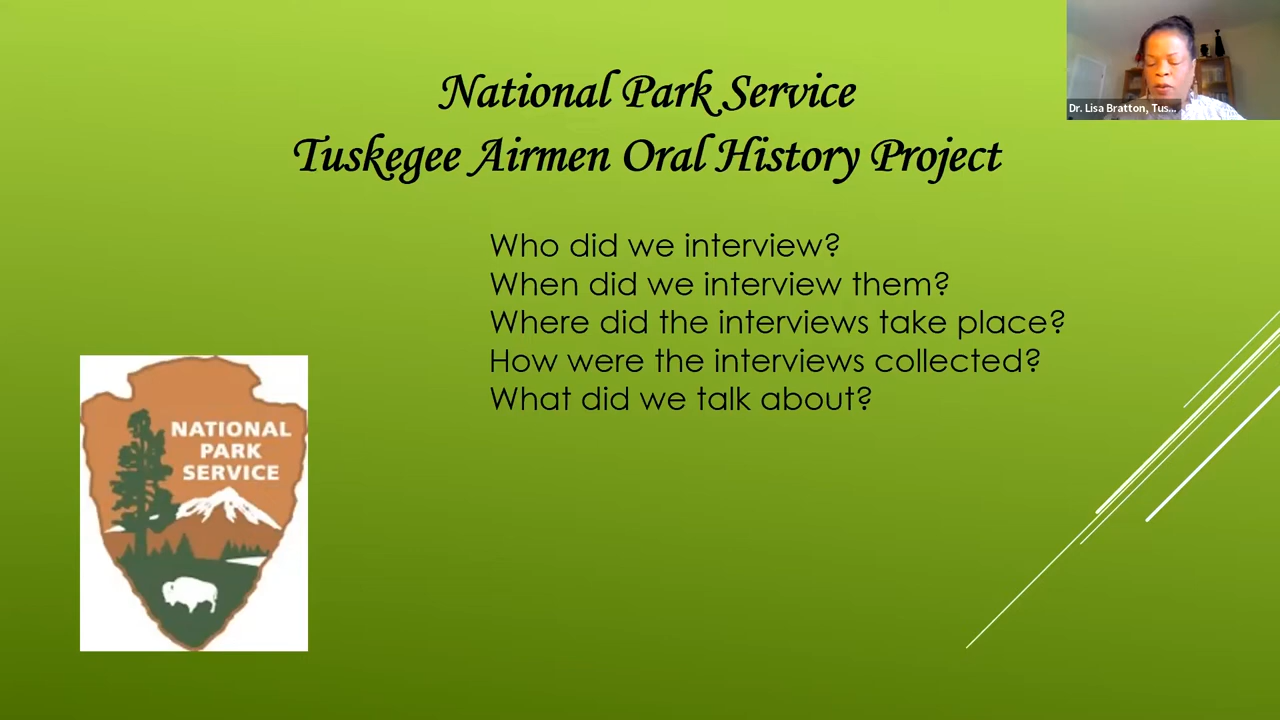 National Park Service
Tuskegee Airmen Oral History Project
Dr. Lisa Bratton, Tus...
Who did we interview?
When did we interview them?
Where did the interviews take place?
How were the interviews collected?
What did we talk about?
NATIONAL
PARK
SERVICE